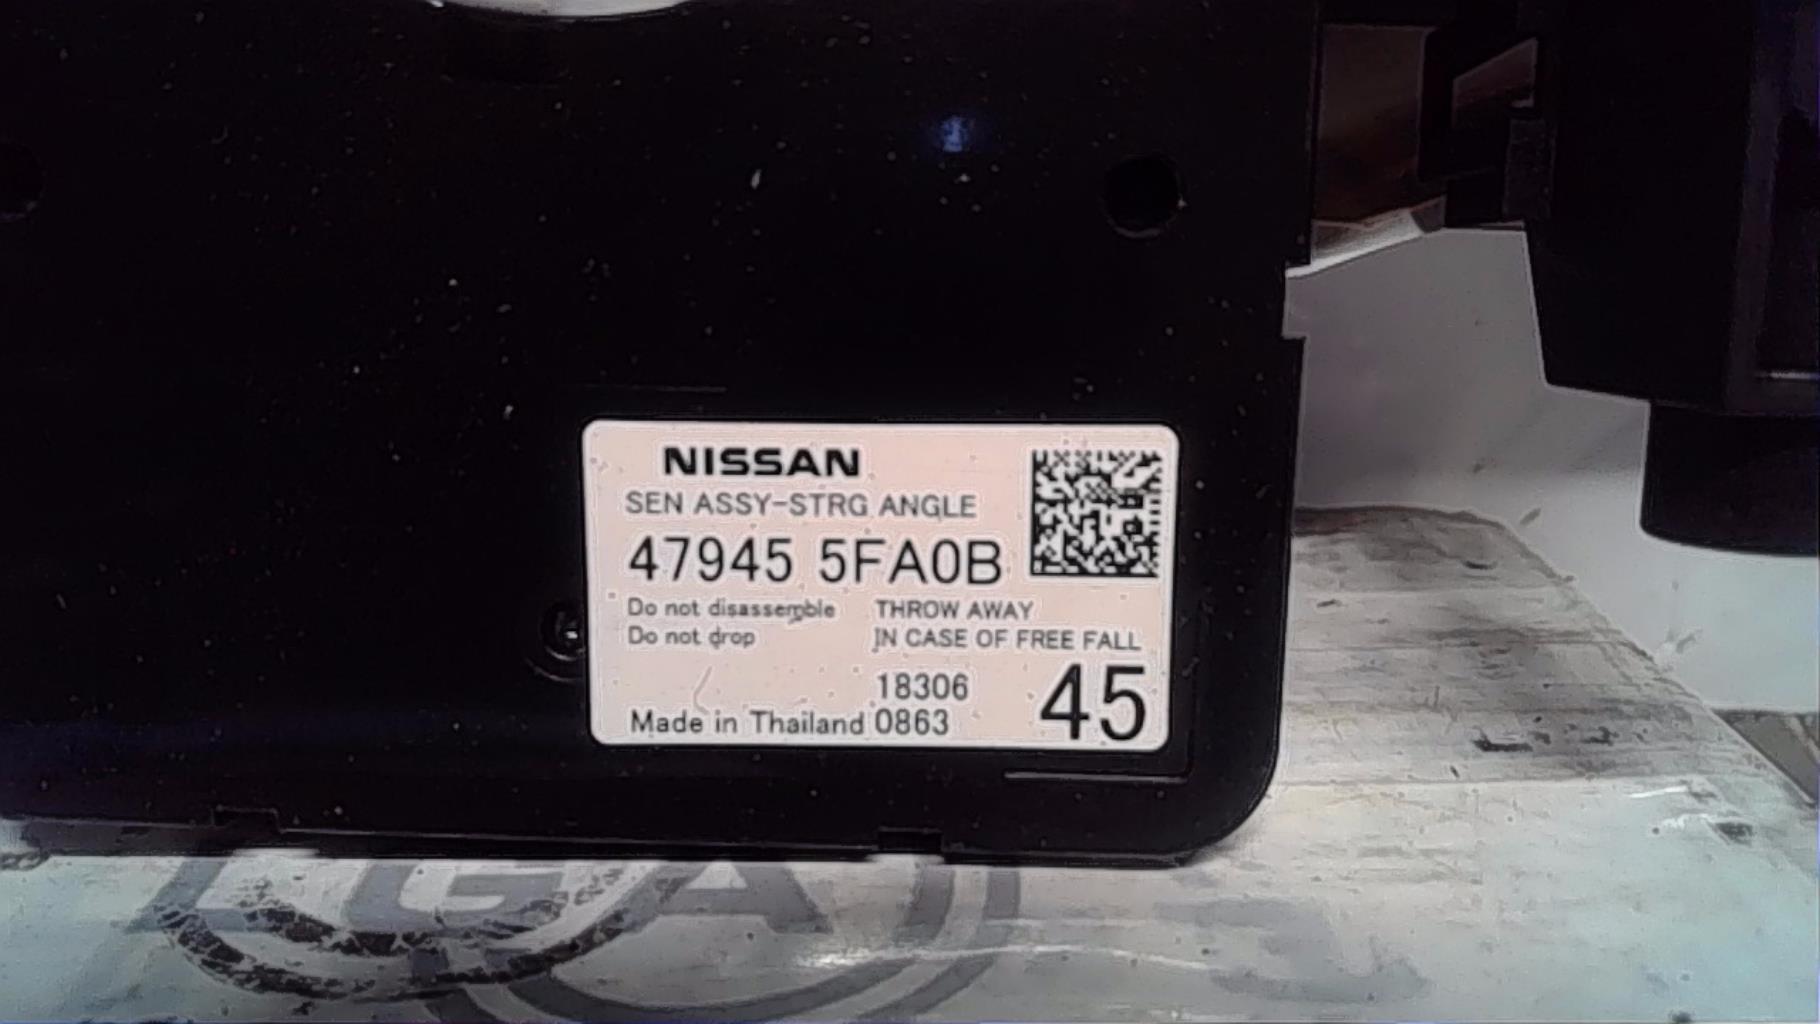 NISSAN
SEN ASSY-STRG ANGLE
47945 5FA0B
Do not disassemble THROW AWAY
Do not drop IN CASE OF FREE FALL
18306
45
Made in Thailand 0863